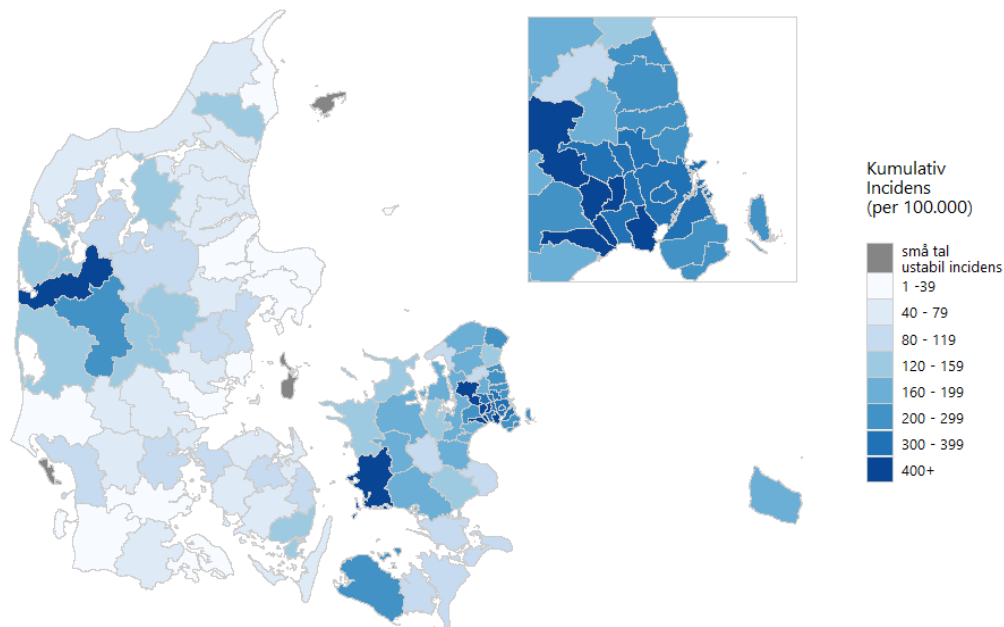 Kumulativ
Incidens
(per 100.000)
små tal
ustabil incidens
1 -39
40 - 79
80 - 119
120 - 159
160 - 199
200 - 299
300 - 399
400+